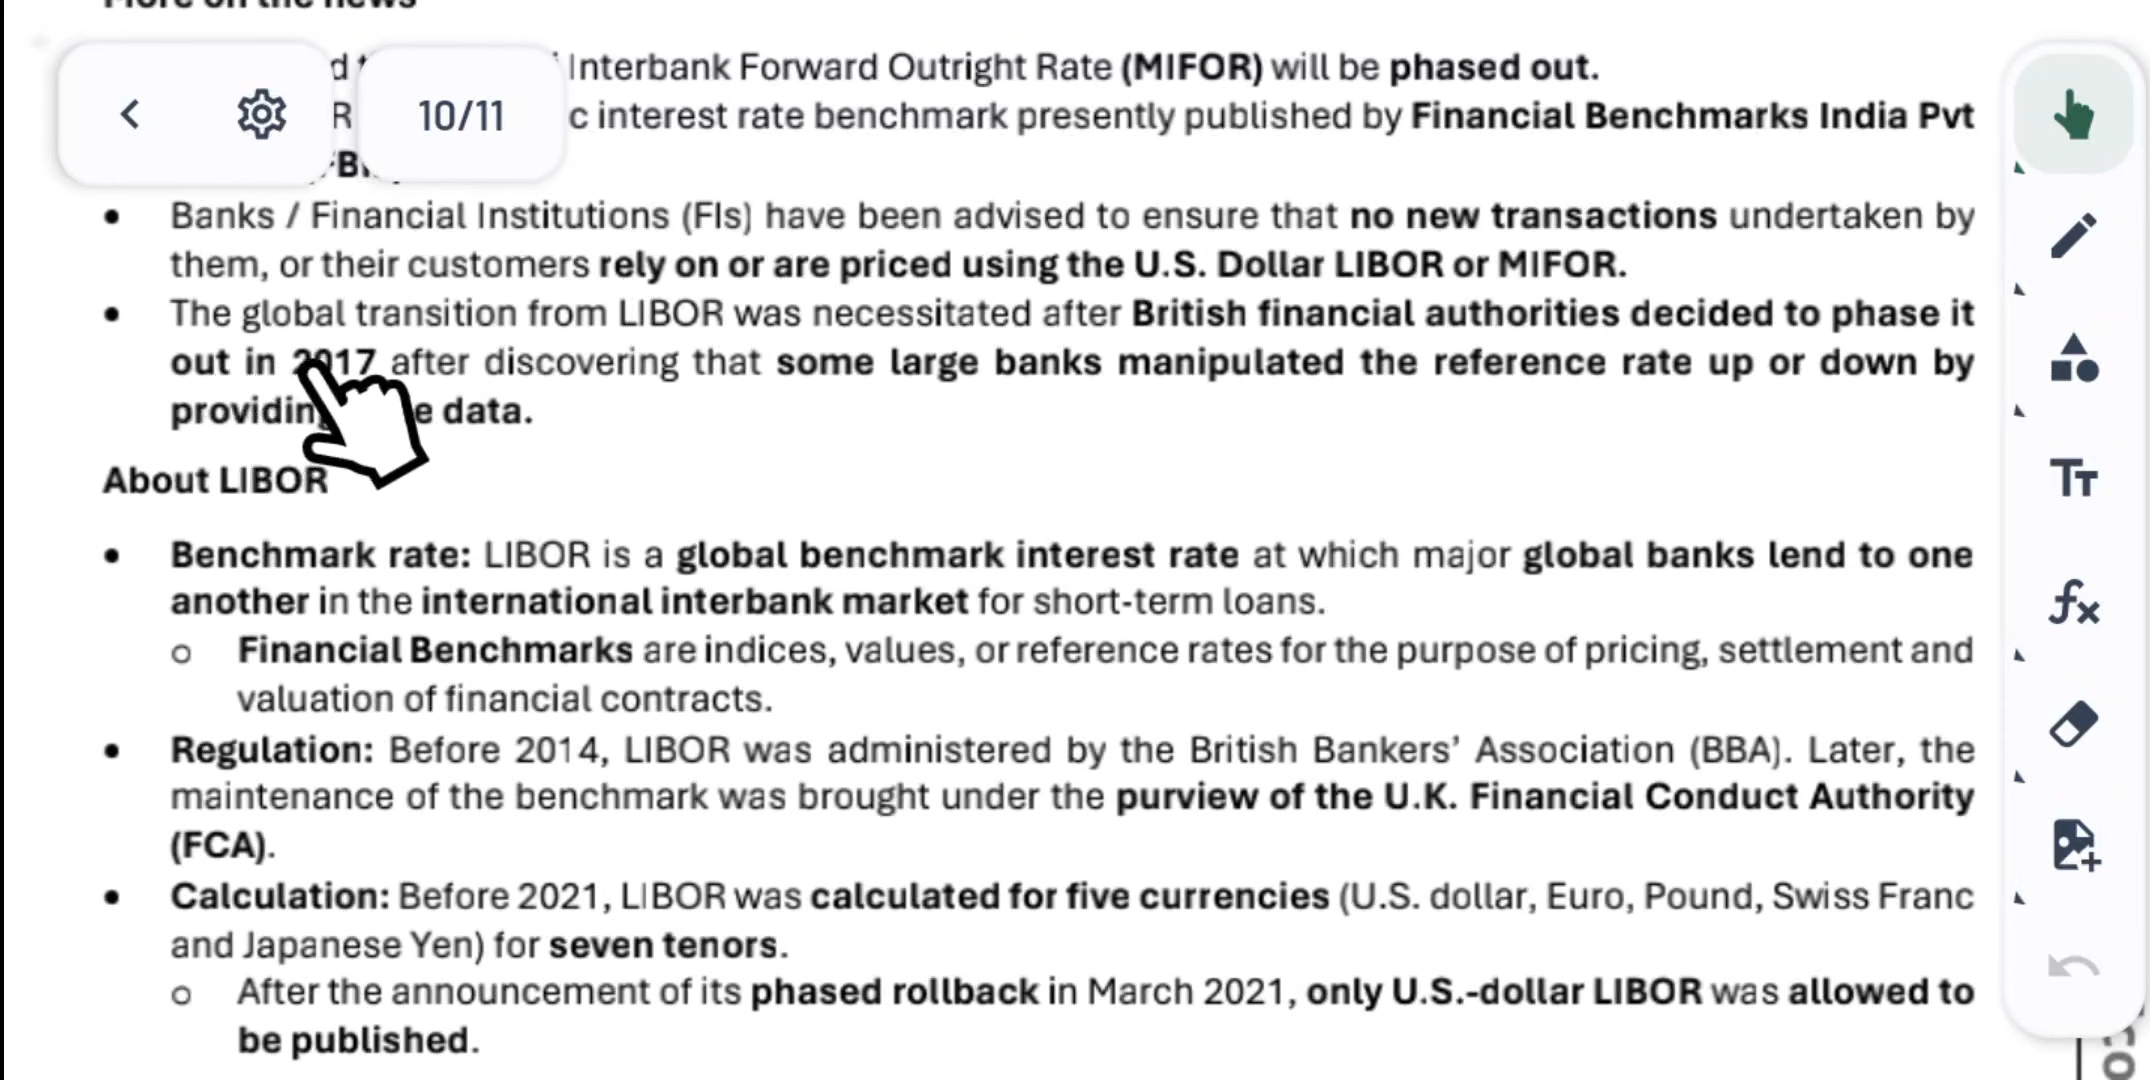 More on the news
Interbank Forward Outright Rate (MIFOR) will be phased out.
interest rate benchmark presently published by Financial Benchmarks India Pvt
10/11
• Banks / Financial Institutions (FIs) have been advised to ensure that no new transactions undertaken by
them, or their customers rely on or are priced using the U.S. Dollar LIBOR or MIFOR.
• The global transition from LIBOR was necessitated after British financial authorities decided to phase it
out in 2017 after discovering that some large banks manipulated the reference rate up or down by
data.
About LIBOR
• Benchmark rate: LIBOR is a global benchmark interest rate at which major global banks lend to one
another in the international interbank market for short-term loans.
o Financial Benchmarks are indices, values, or reference rates for the purpose of pricing, settlement and
valuation of financial contracts.
• Regulation: Before 2014, LIBOR was administered by the British Bankers’ Association (BBA). Later, the
maintenance of the benchmark was brought under the purview of the U.K. Financial Conduct Authority
(FCA).
• Calculation: Before 2021, LIBOR was calculated for five currencies (U.S. dollar, Euro, Pound, Swiss Franc
and Japanese Yen) for seven tenors.
o After the announcement of its phased rollback in March 2021, only U.S.-dollar LIBOR was allowed to
be published.